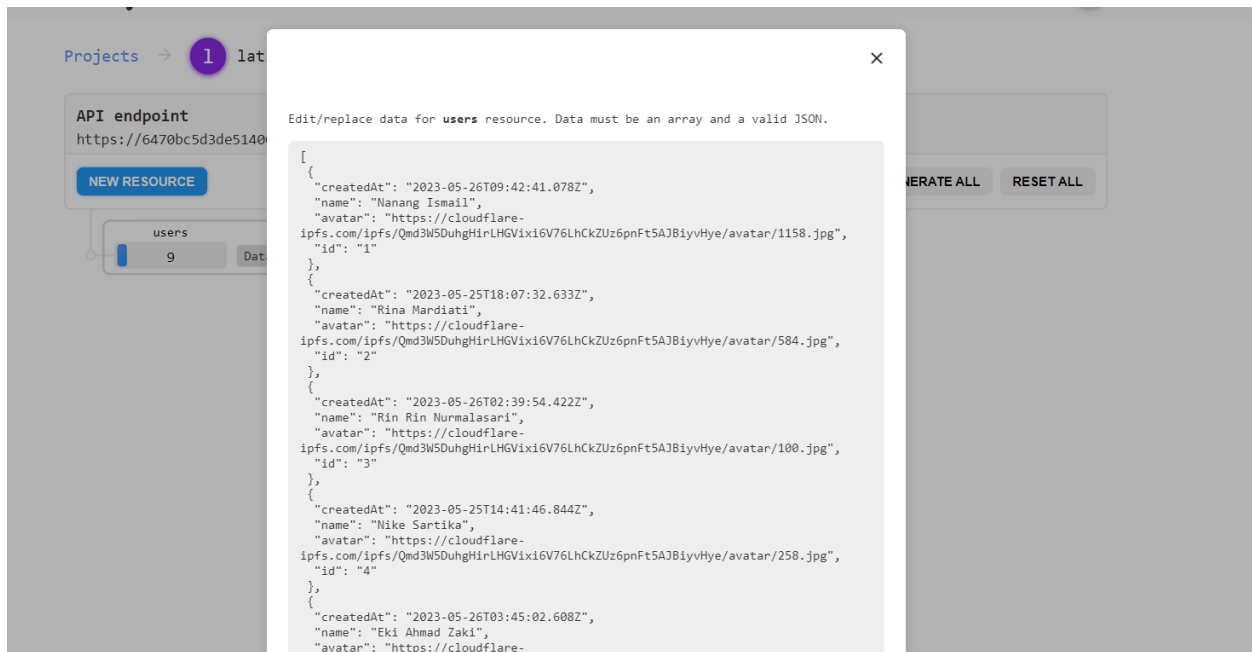 Projects → l lat
API endpoint
https://6470bc5d3de5140
NEW RESOURCE
NERATE ALL RESET ALL
users
9 Dat
×
Edit/replace data for users resource. Data must be an array and a valid JSON.
[
{
"createdAt": "2023-05-26T09:42:41.078Z",
"name": "Nanang Ismail",
"avatar": "https://cloudflare-
ipfs.com/ipfs/Qmd3W5DuhgHirLHGVixi6V76LhCkZUz6pnFt5AJBiyvHye/avatar/1158.jpg",
"id": "1"
},
{
"createdAt": "2023-05-25T18:07:32.633Z",
"name": "Rina Mardiati",
"avatar": "https://cloudflare-
ipfs.com/ipfs/Qmd3W5DuhgHirLHGVixi6V76LhCkZUz6pnFt5AJBiyvHye/avatar/584.jpg",
"id": "2"
},
{
"createdAt": "2023-05-26T02:39:54.422Z",
"name": "Rin Rin Nurmalasari",
"avatar": "https://cloudflare-
ipfs.com/ipfs/Qmd3W5DuhgHirLHGVixi6V76LhCkZUz6pnFt5AJBiyvHye/avatar/100.jpg",
"id": "3"
},
{
"createdAt": "2023-05-25T14:41:46.844Z",
"name": "Nike Sartika",
"avatar": "https://cloudflare-
ipfs.com/ipfs/Qmd3W5DuhgHirLHGVixi6V76LhCkZUz6pnFt5AJBiyvHye/avatar/258.jpg",
"id": "4"
},
{
"createdAt": "2023-05-26T03:45:02.608Z",
"name": "Eki Ahmad Zaki",
"avatar": "https://cloudflare-